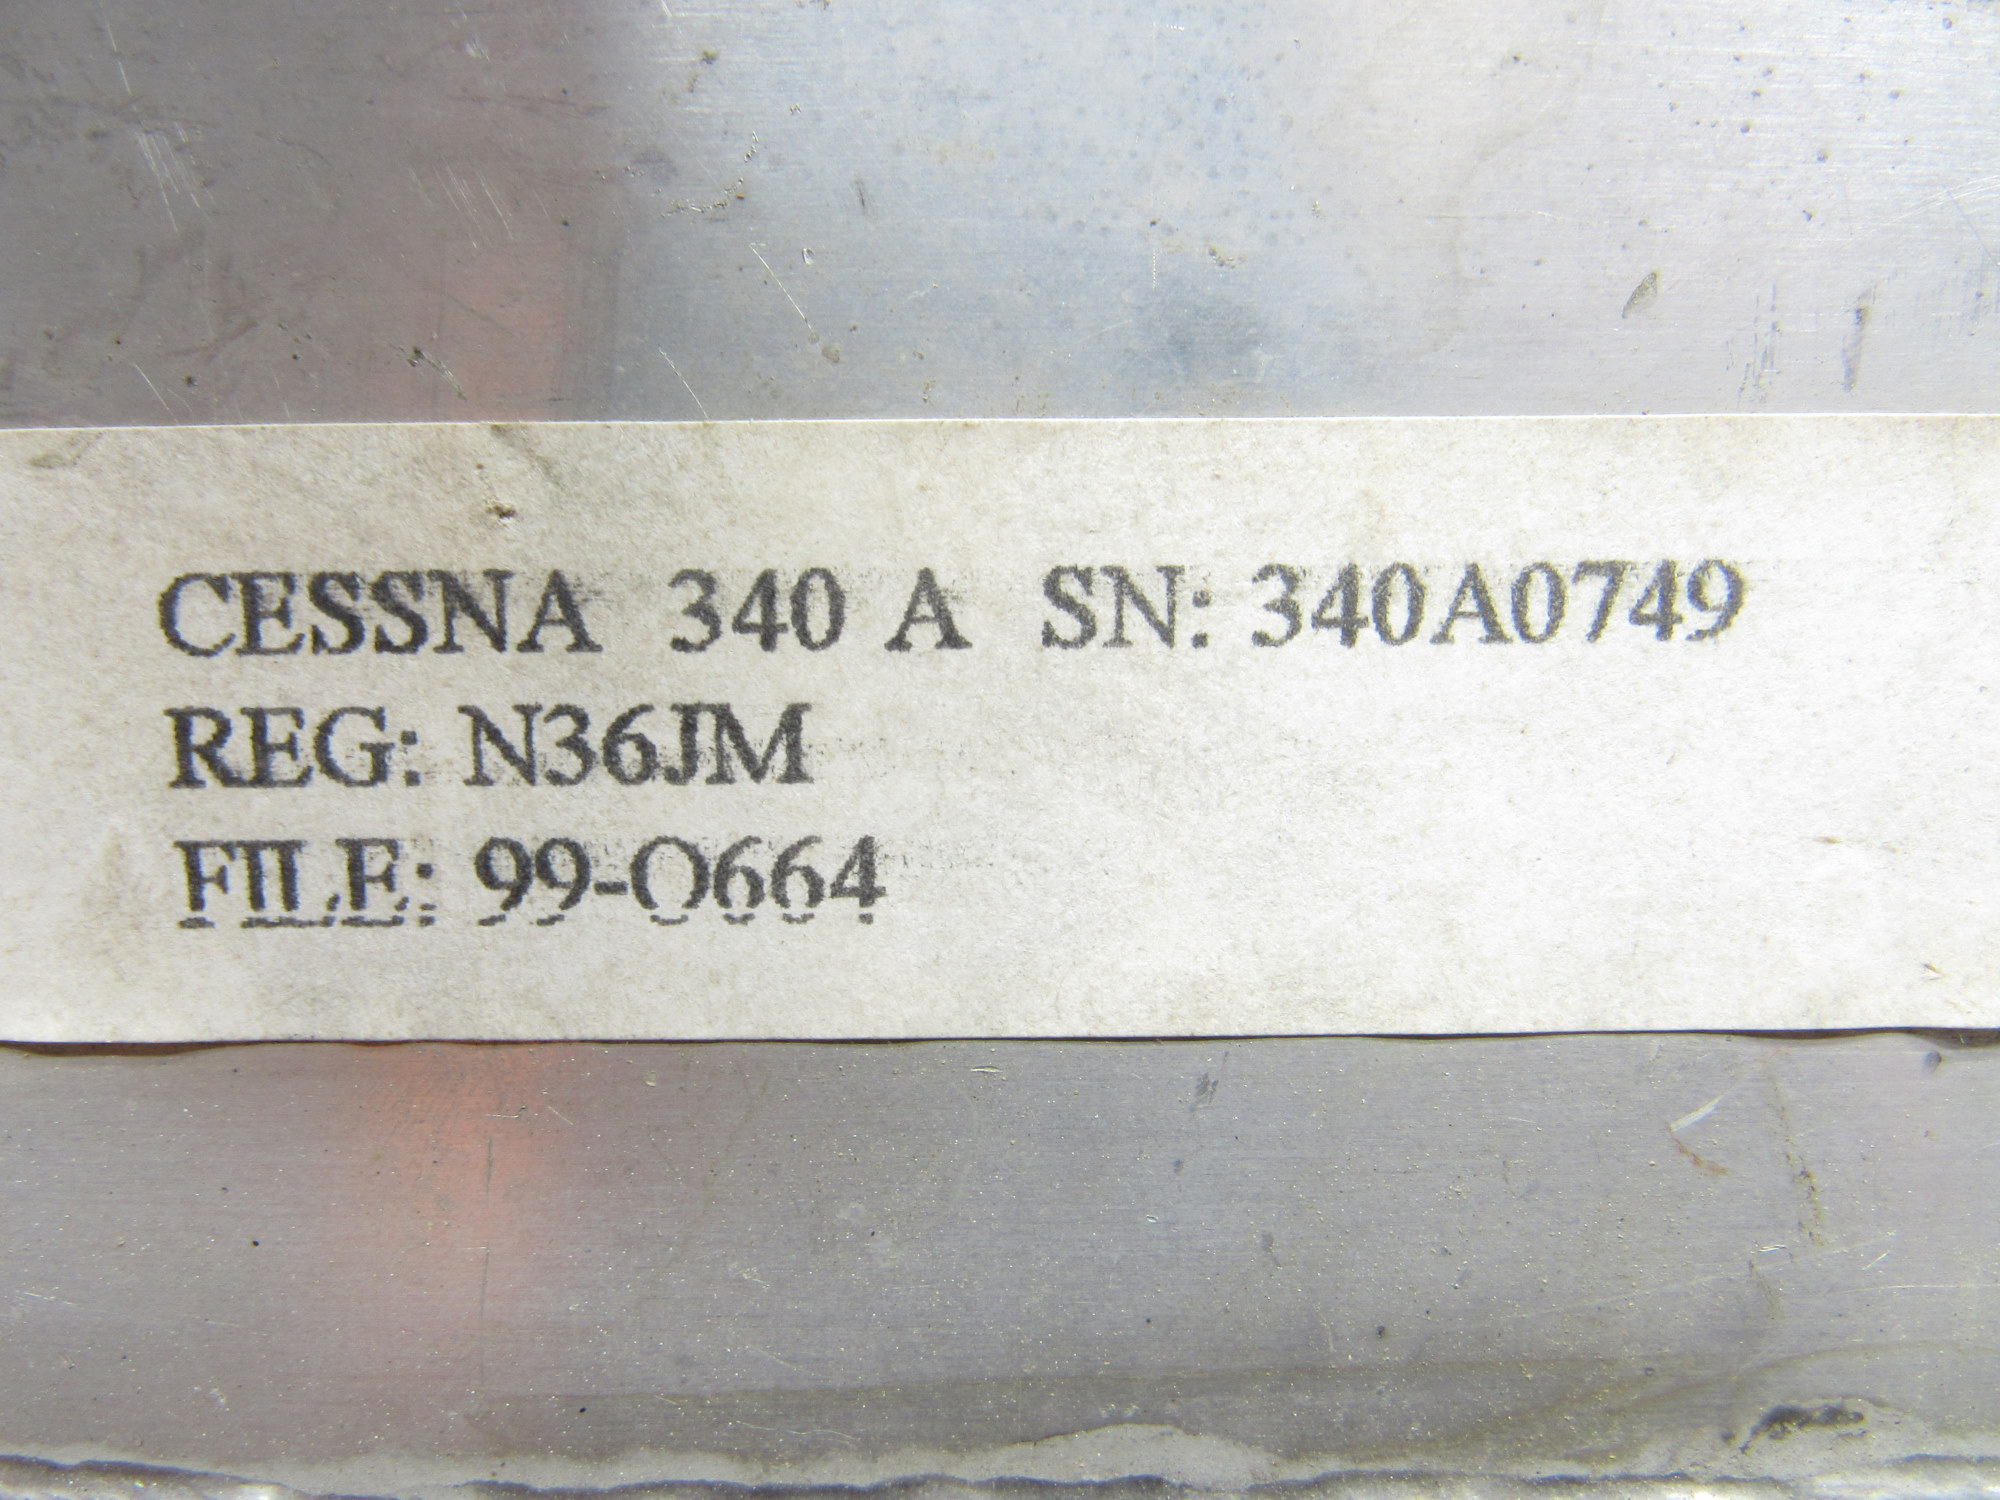 CESSNA 340 A SN: 340A0749
REG: N36JM
FILE: 99-O664